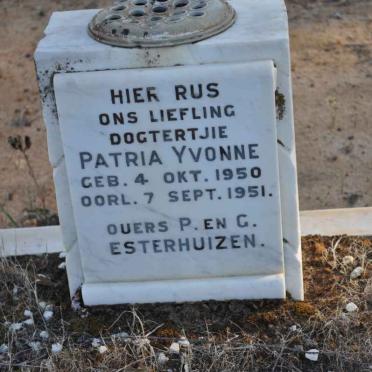 HIER RUS
ONS LIEFLING
DOGTERTJIE
PATRIA YVONNE
GEB. 4 OKT. 1950
OORL. 7 SEPT. 1951.
OUERS P. EN G.
ESTERHUIZEN.